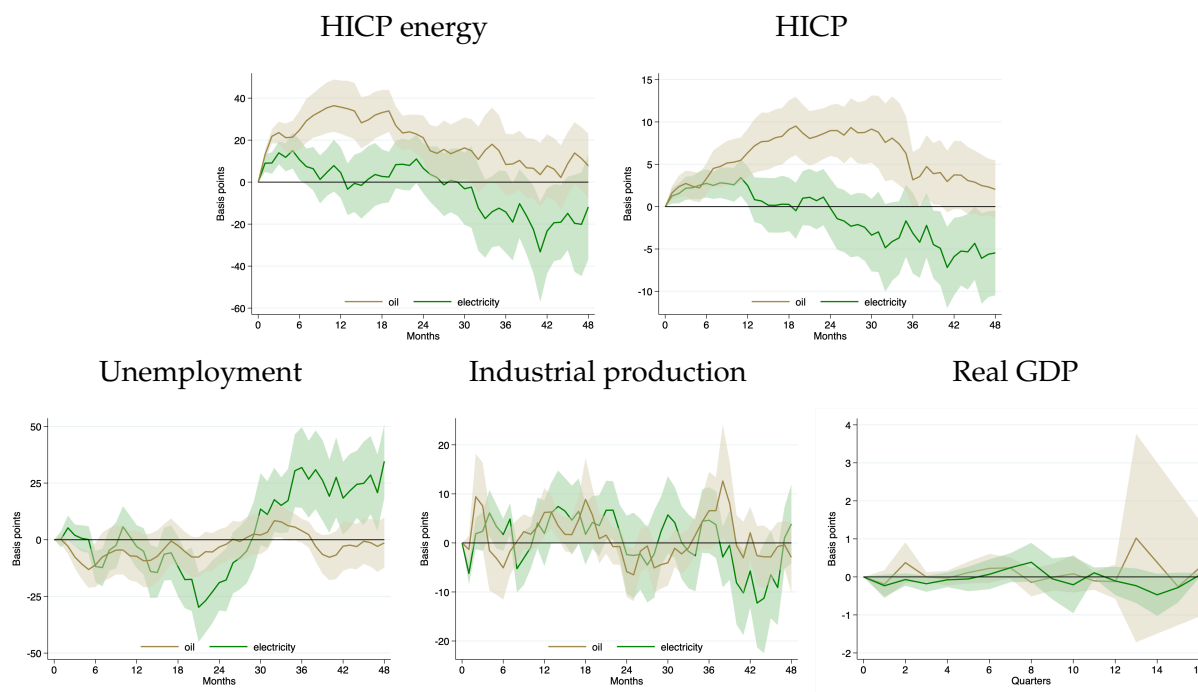 HICP energy
HICP
40
20
0
-20
-40
-60
Basis points
oil
electricity
0 6 12 18 24 30 36 42 48
Months
15
10
5
0
-5
-10
Basis points
oil
electricity
0 6 12 18 24 30 36 42 48
Months
Unemployment
Industrial production
Real GDP
50
25
0
-25
-50
Basis points
oil
electricity
0 6 12 18 24 30 36 42 48
Months
20
10
0
-10
-20
Basis points
oil
electricity
0 6 12 18 24 30 36 42 48
Months
4
3
2
1
0
-1
-2
Basis points
0 2 4 6 8 10 12 14
Quarters